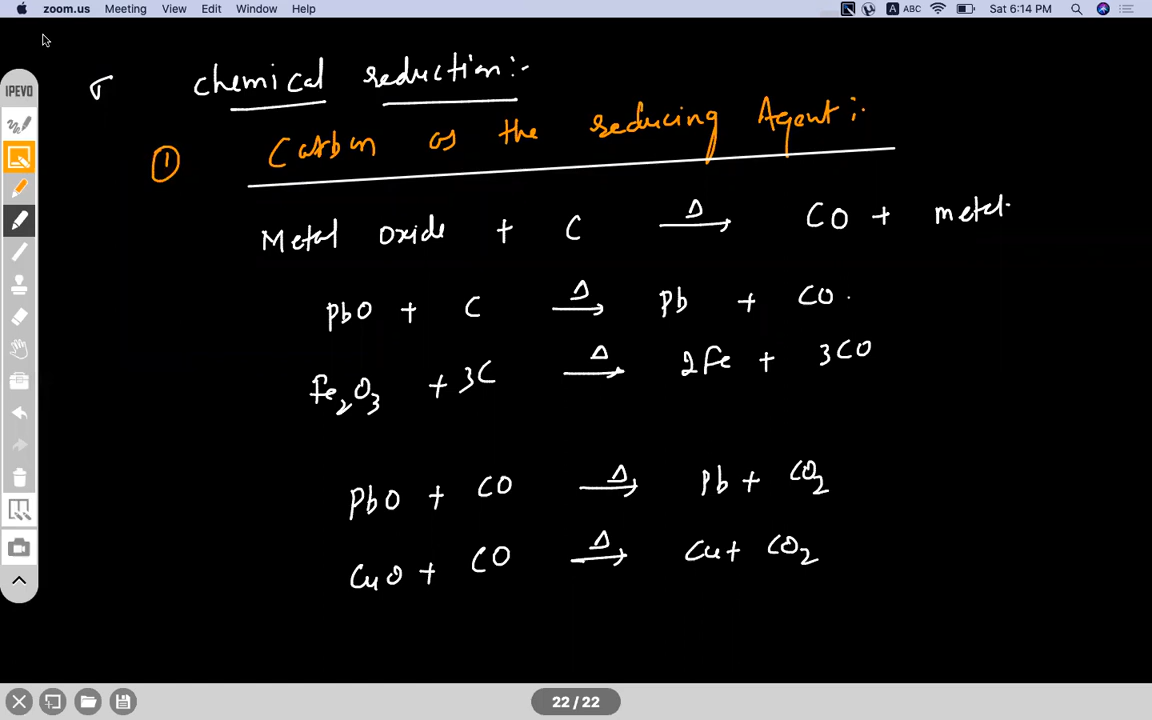 zoom.us Meeting View Edit Window Help
ABC Sat 6:14 PM
IPEVO
chemical reduction:-
① Carbon as the reducing Agent:-
Metal Oxide + C Δ→ CO + metal.
PbO + C Δ→ Pb + CO.
Fe₂O₃ + 3C Δ→ 2Fe + 3CO
PbO + CO Δ→ Pb + CO₂
CuO + CO Δ→ Cu + CO₂
22 / 22